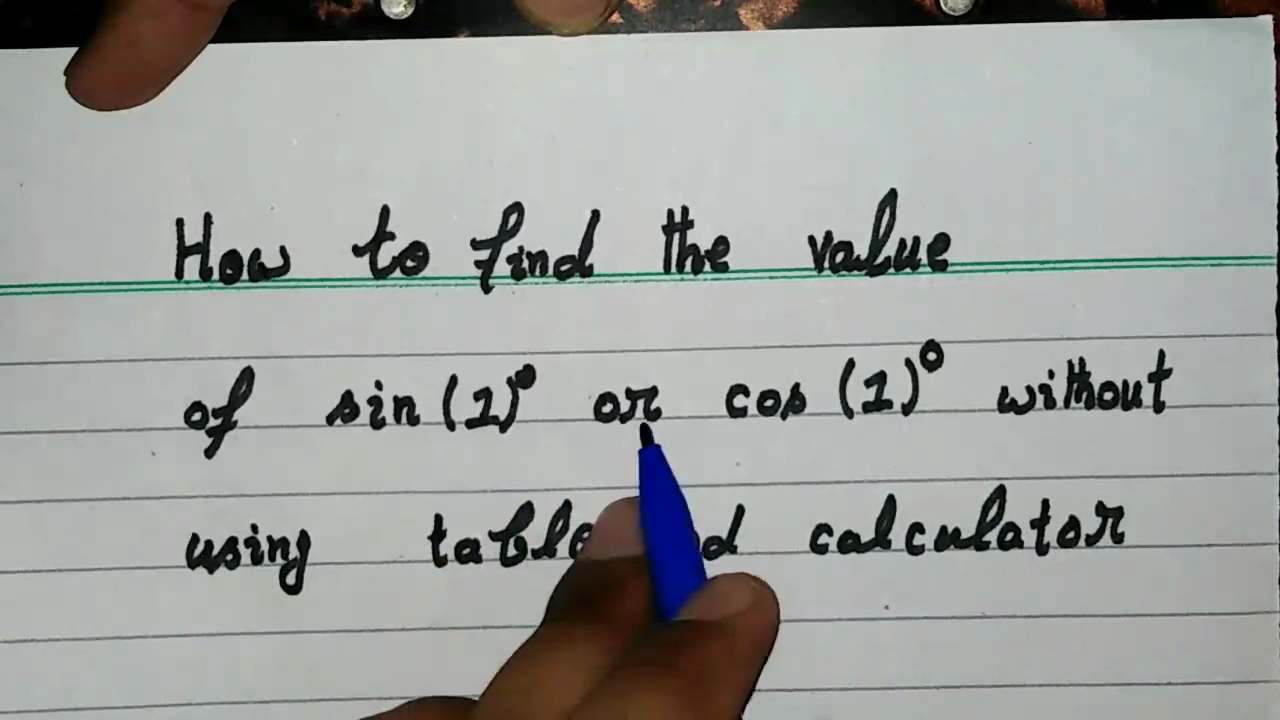 How to find the value
of sin(1)° or cos(1)° without
using calculator